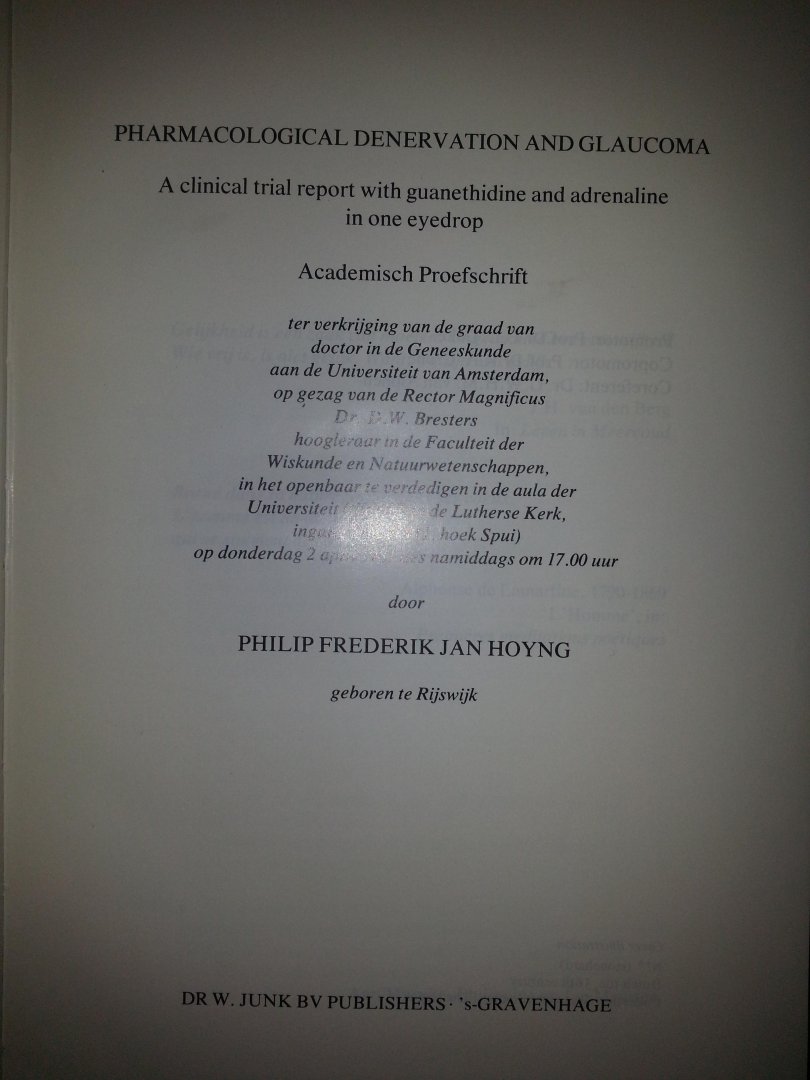 PHARMACOLOGICAL DENERVATION AND GLAUCOMA
A clinical trial report with guanethidine and adrenaline
in one eyedrop
Academisch Proefschrift
ter verkrijging van de graad van
doctor in de Geneeskunde
aan de Universiteit van Amsterdam,
op gezag van de Rector Magnificus
Dr. D.W. Bresters
hoogleraar in de Faculteit der
Wiskunde en Natuurwetenschappen,
in het openbaar te verdedigen in de aula der
Universiteit de Lutherse Kerk,
hoek Spui)
op donderdag 2 namiddags om 17.00 uur
door
PHILIP FREDERIK JAN HOYNG
geboren te Rijswijk
DR W. JUNK BV PUBLISHERS · 's-GRAVENHAGE